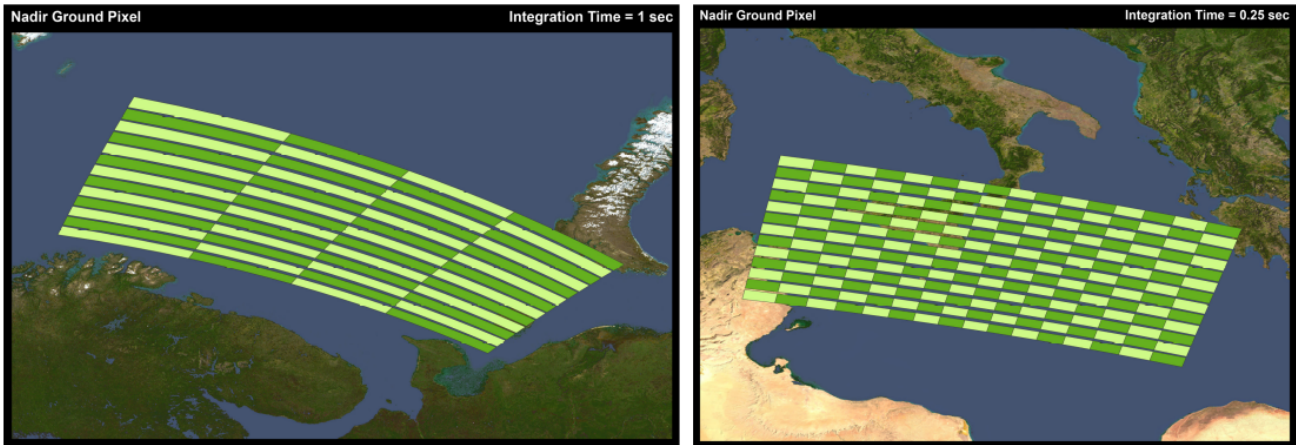 Nadir Ground Pixel
Integration Time = 1 sec
Nadir Ground Pixel
Integration Time = 0.25 sec